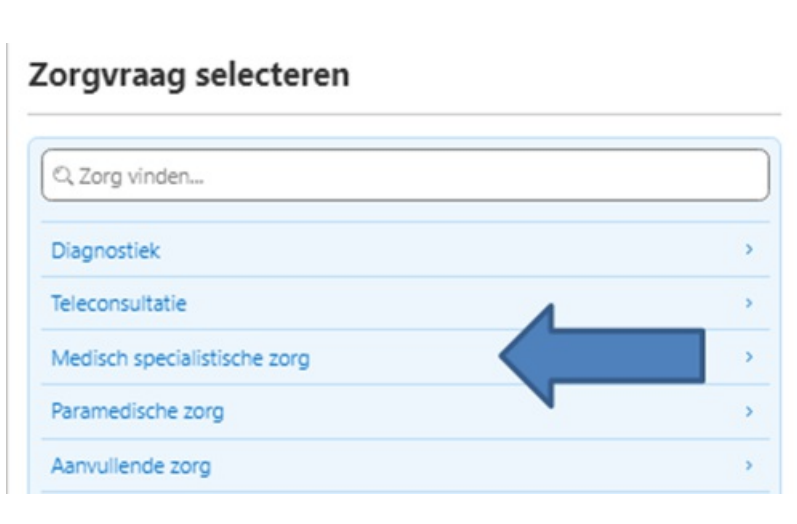 Zorgvraag selecteren
Zorg vinden...
Diagnostiek
Teleconsultatie
Medisch specialistische zorg
Paramedische zorg
Aanvullende zorg